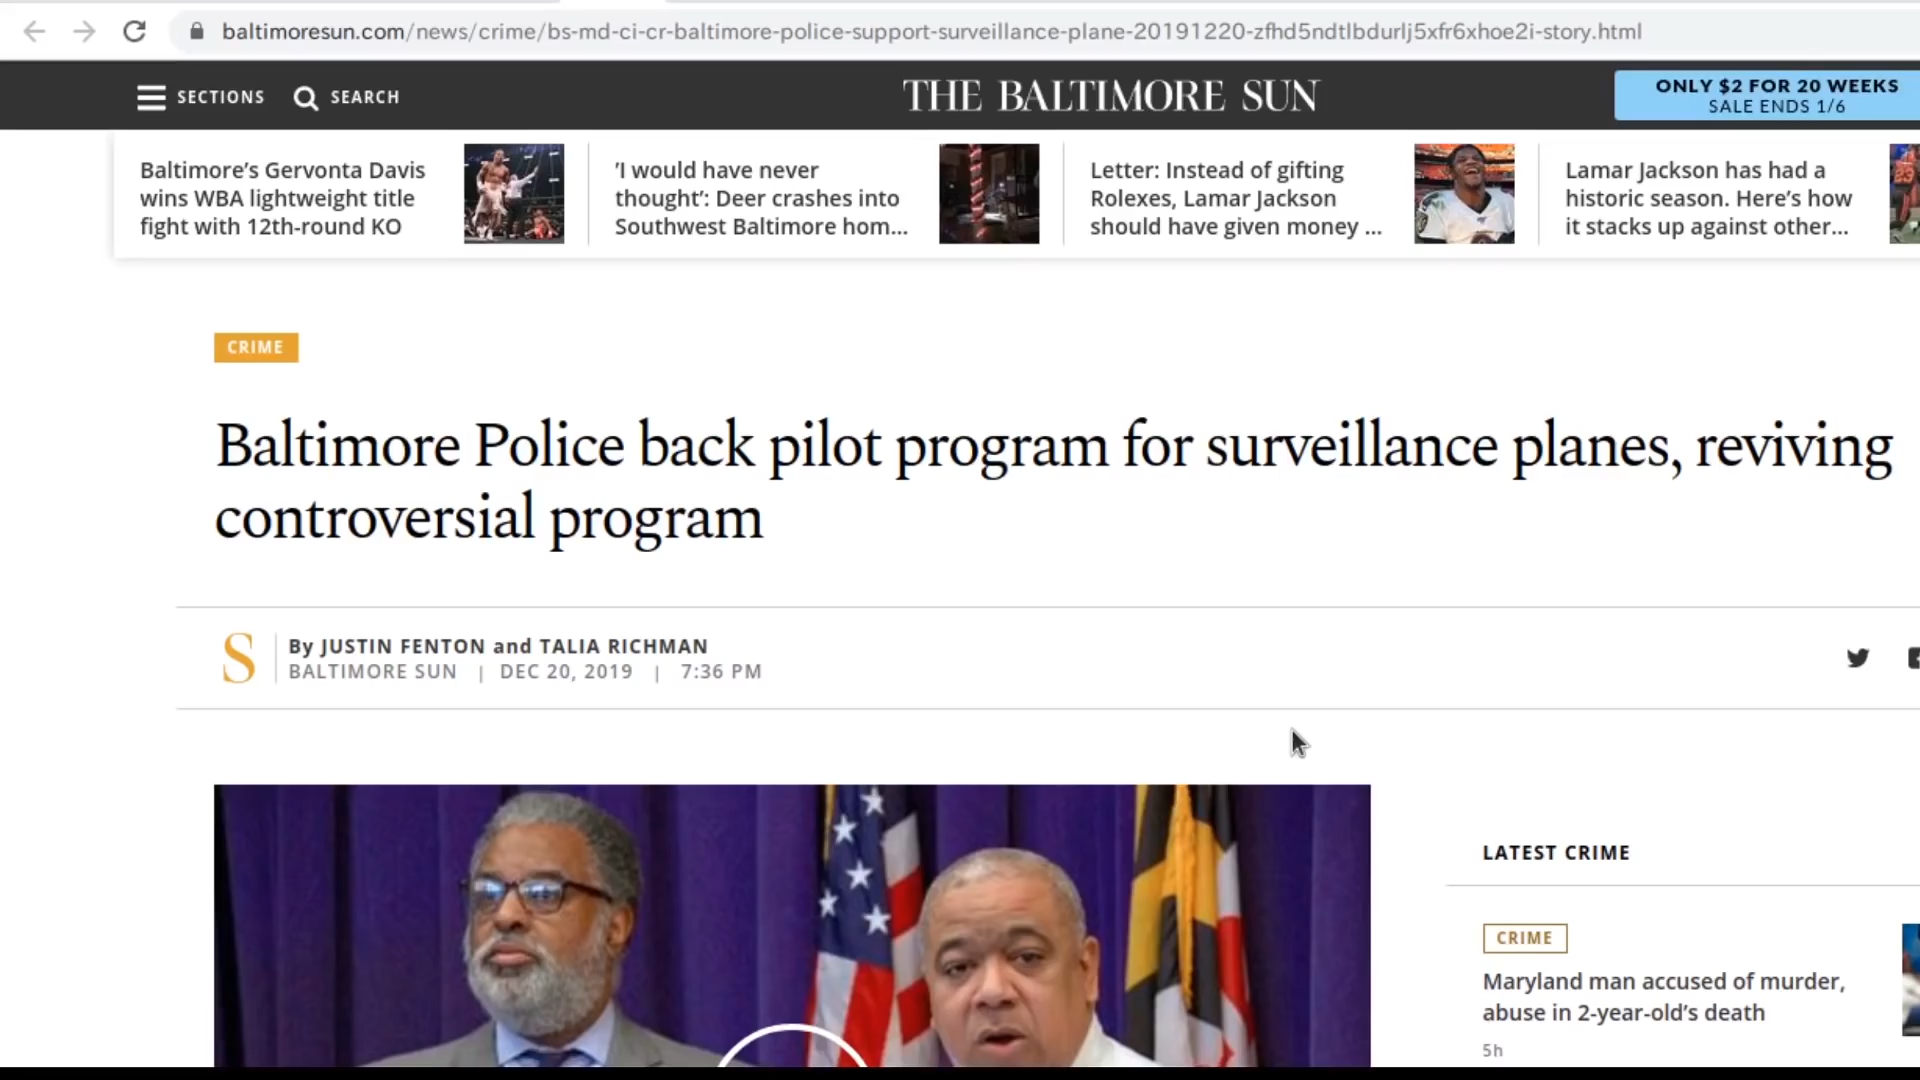 baltimoresun.com/news/crime/bs-md-ci-cr-baltimore-police-support-surveillance-plane-20191220-zfhd5ndtlbdurlj5xfr6xhoe2i-story.html
SECTIONS SEARCH
THE BALTIMORE SUN
ONLY $2 FOR 20 WEEKS
SALE ENDS 1/6
Baltimore’s Gervonta Davis
wins WBA lightweight title
fight with 12th-round KO
’I would have never
thought’: Deer crashes into
Southwest Baltimore hom...
Letter: Instead of gifting
Rolexes, Lamar Jackson
should have given money ...
Lamar Jackson has had a
historic season. Here’s how
it stacks up against other...
CRIME
Baltimore Police back pilot program for surveillance planes, reviving
controversial program
S
By JUSTIN FENTON and TALIA RICHMAN
BALTIMORE SUN | DEC 20, 2019 | 7:36 PM
LATEST CRIME
CRIME
Maryland man accused of murder,
abuse in 2-year-old’s death
5h